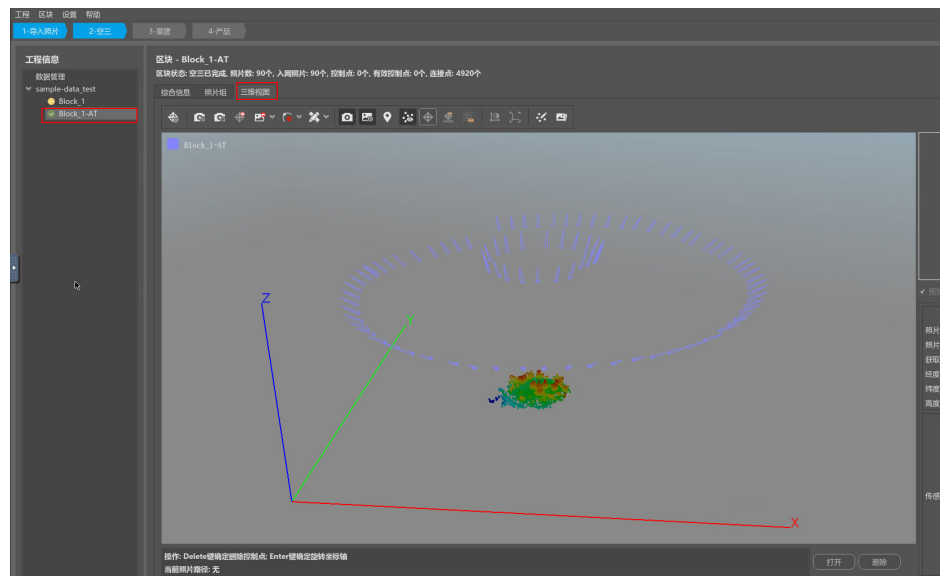 工程 区块 设置 帮助
1-导入照片 2-空三 3-重建 4-产品
工程信息
数据管理
sample-data_test
Block_1
Block_1-AT
区块 - Block_1-AT
区块状态: 空三已完成, 照片数: 90个, 入网照片: 90个, 控制点: 0个, 有效控制点: 0个, 连接点: 4920个
综合信息 照片组 三维视图
Block_1-AT
Z
Y
X
照片
照片
获取
经度
纬度
高度
传感
操作: Delete键确定删除控制点; Enter键确定旋转坐标轴
当前照片路径: 无
打开 删除